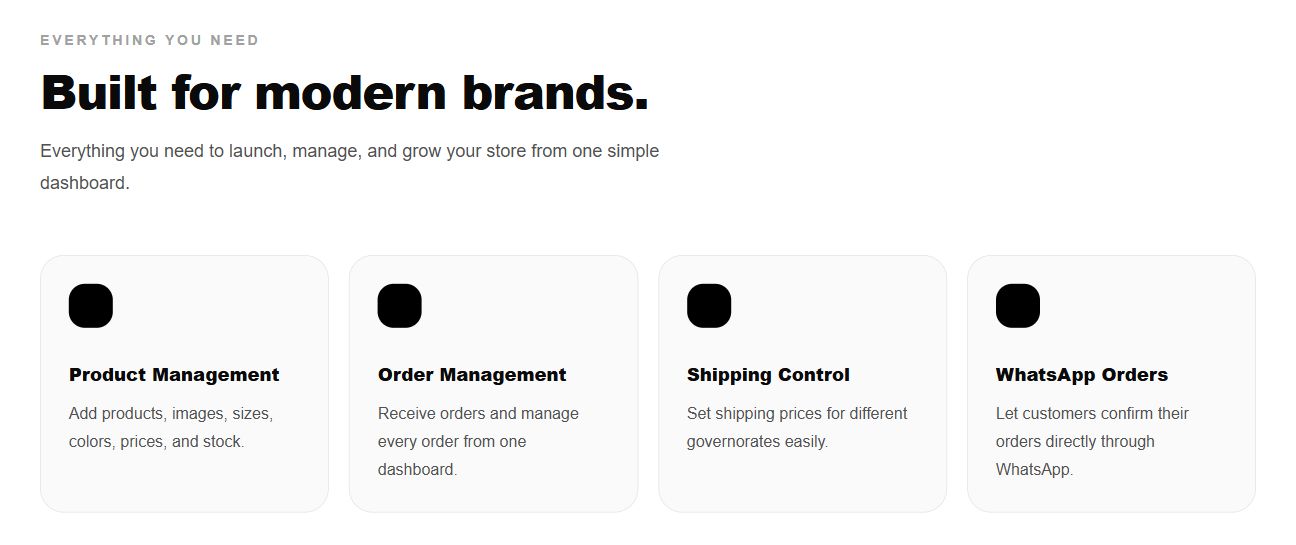 EVERYTHING YOU NEED
Built for modern brands.
Everything you need to launch, manage, and grow your store from one simple
dashboard.
Product Management
Add products, images, sizes,
colors, prices, and stock.
Order Management
Receive orders and manage
every order from one
dashboard.
Shipping Control
Set shipping prices for different
governorates easily.
WhatsApp Orders
Let customers confirm their
orders directly through
WhatsApp.